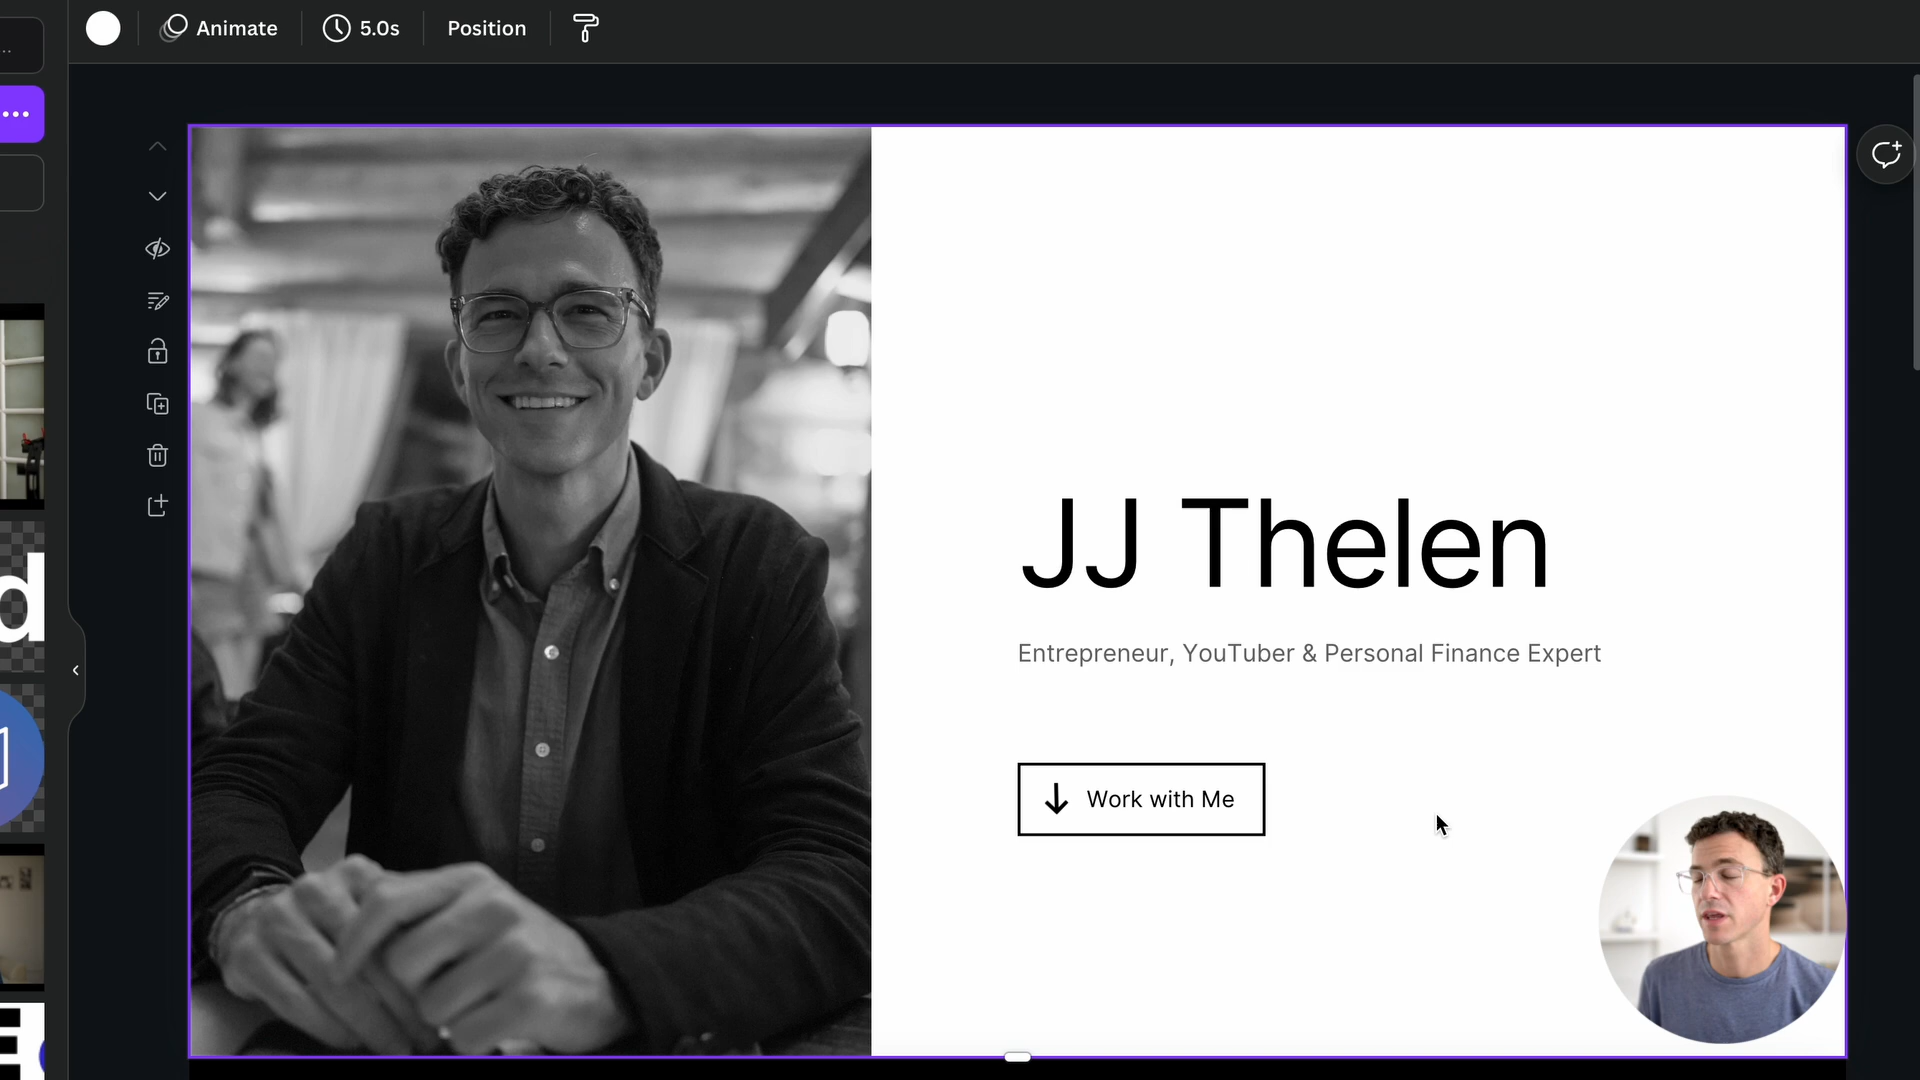 Animate
5.0s
Position
JJ Thelen
Entrepreneur, YouTuber & Personal Finance Expert
Work with Me
d